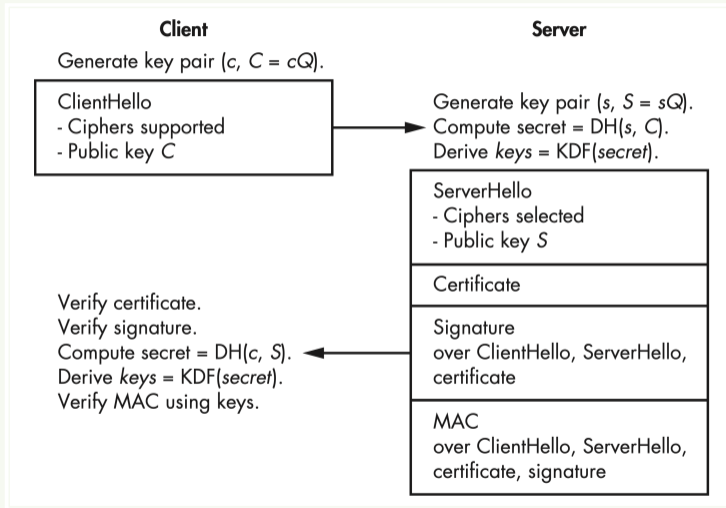 Client
Generate key pair (c, C = cQ).
ClientHello
- Ciphers supported
- Public key C
Server
Generate key pair (s, S = sQ).
Compute secret = DH(s, C).
Derive keys = KDF(secret).
ServerHello
- Ciphers selected
- Public key S
Certificate
Signature
over ClientHello, ServerHello,
certificate
MAC
over ClientHello, ServerHello,
certificate, signature
Verify certificate.
Verify signature.
Compute secret = DH(c, S).
Derive keys = KDF(secret).
Verify MAC using keys.